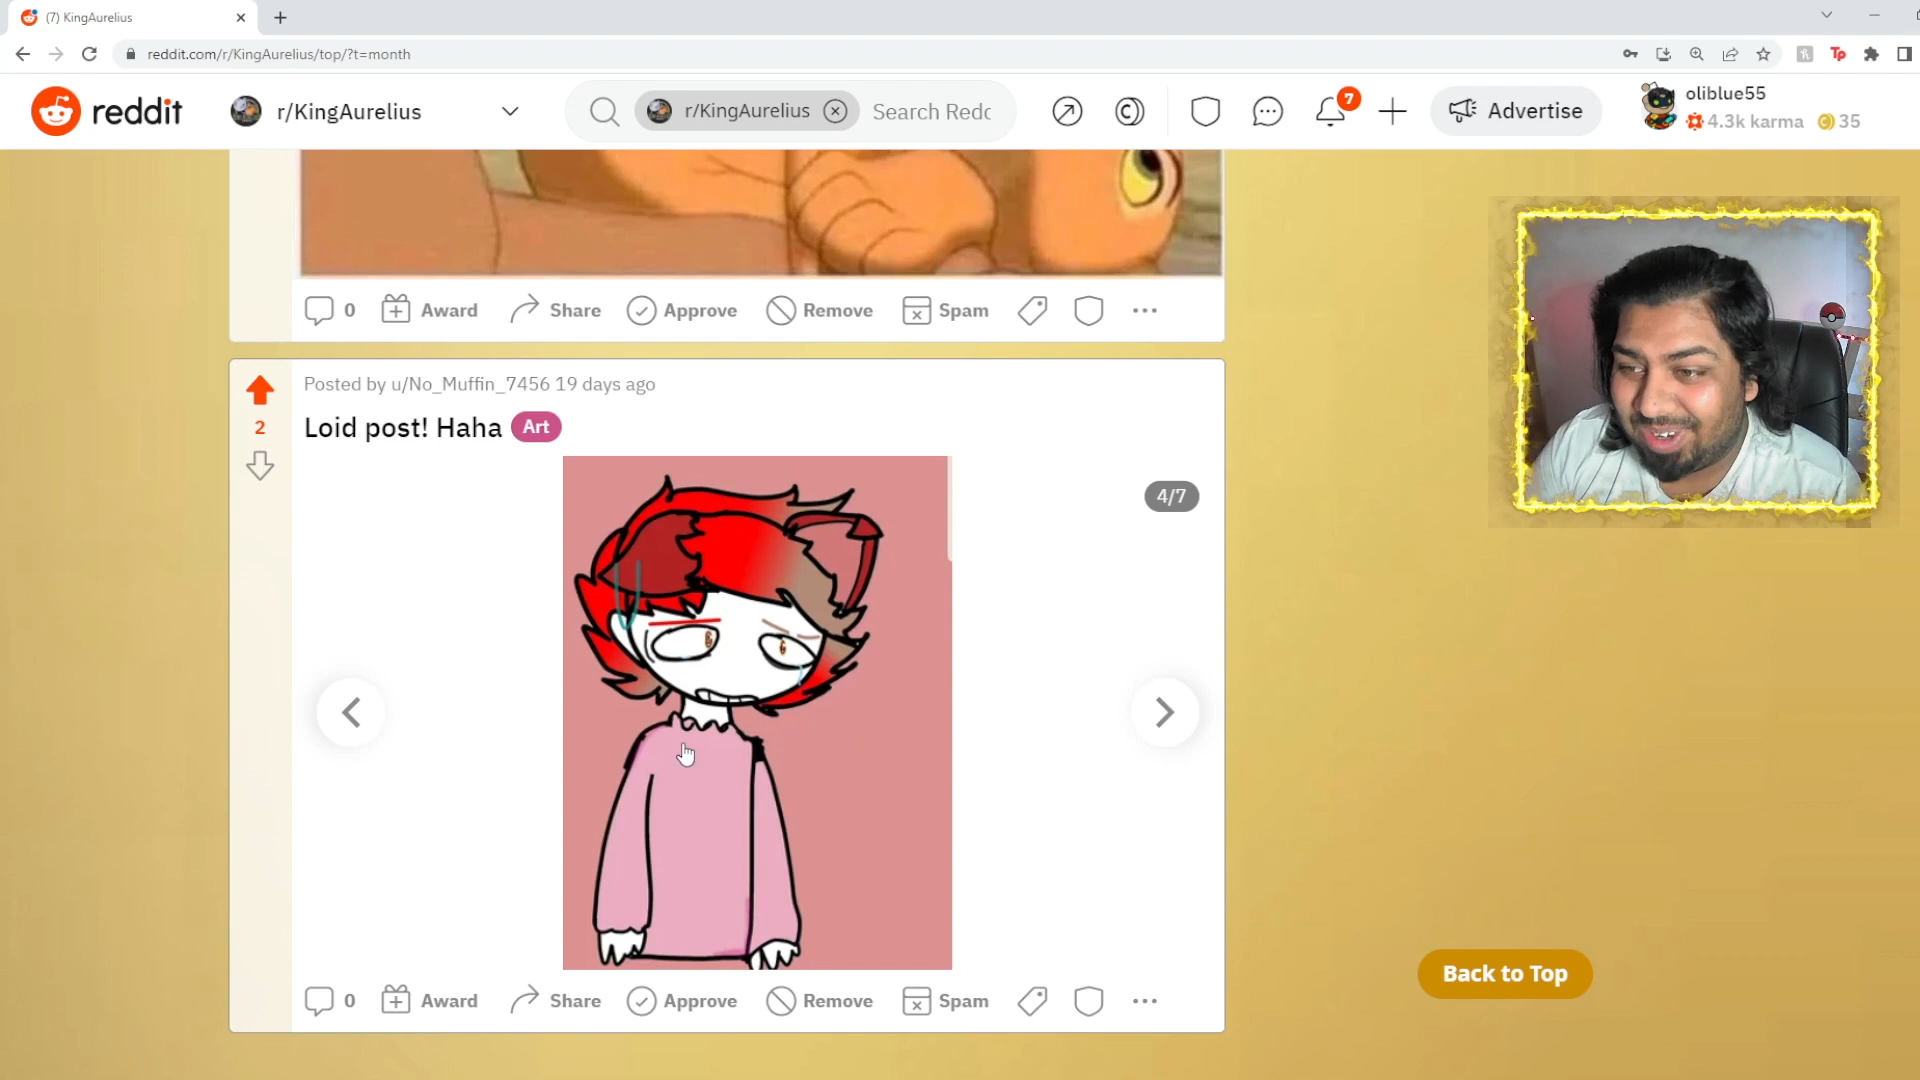 (7) KingAurelius
reddit.com/r/KingAurelius/top/?t=month
reddit
r/KingAurelius
r/KingAurelius
Search Redc
7
Advertise
oliblue55
4.3k karma
35
0
Award
Share
Approve
Remove
Spam
Posted by u/No_Muffin_7456 19 days ago
2
Loid post! Haha
Art
4/7
0
Award
Share
Approve
Remove
Spam
Back to Top
Tp